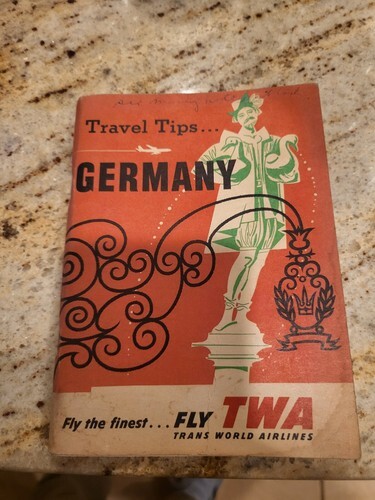 Travel Tips...
GERMANY
Fly the finest... FLY TWA
TRANS WORLD AIRLINES